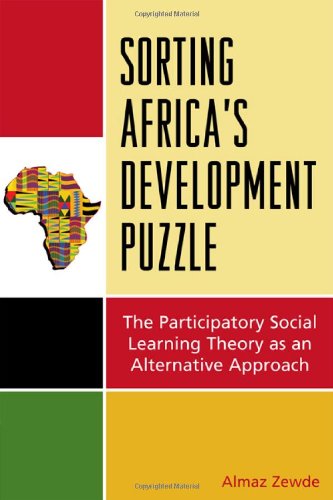 SORTING
AFRICA'S
DEVELOPMENT
PUZZLE
The Participatory Social
Learning Theory as an
Alternative Approach
Almaz Zewde